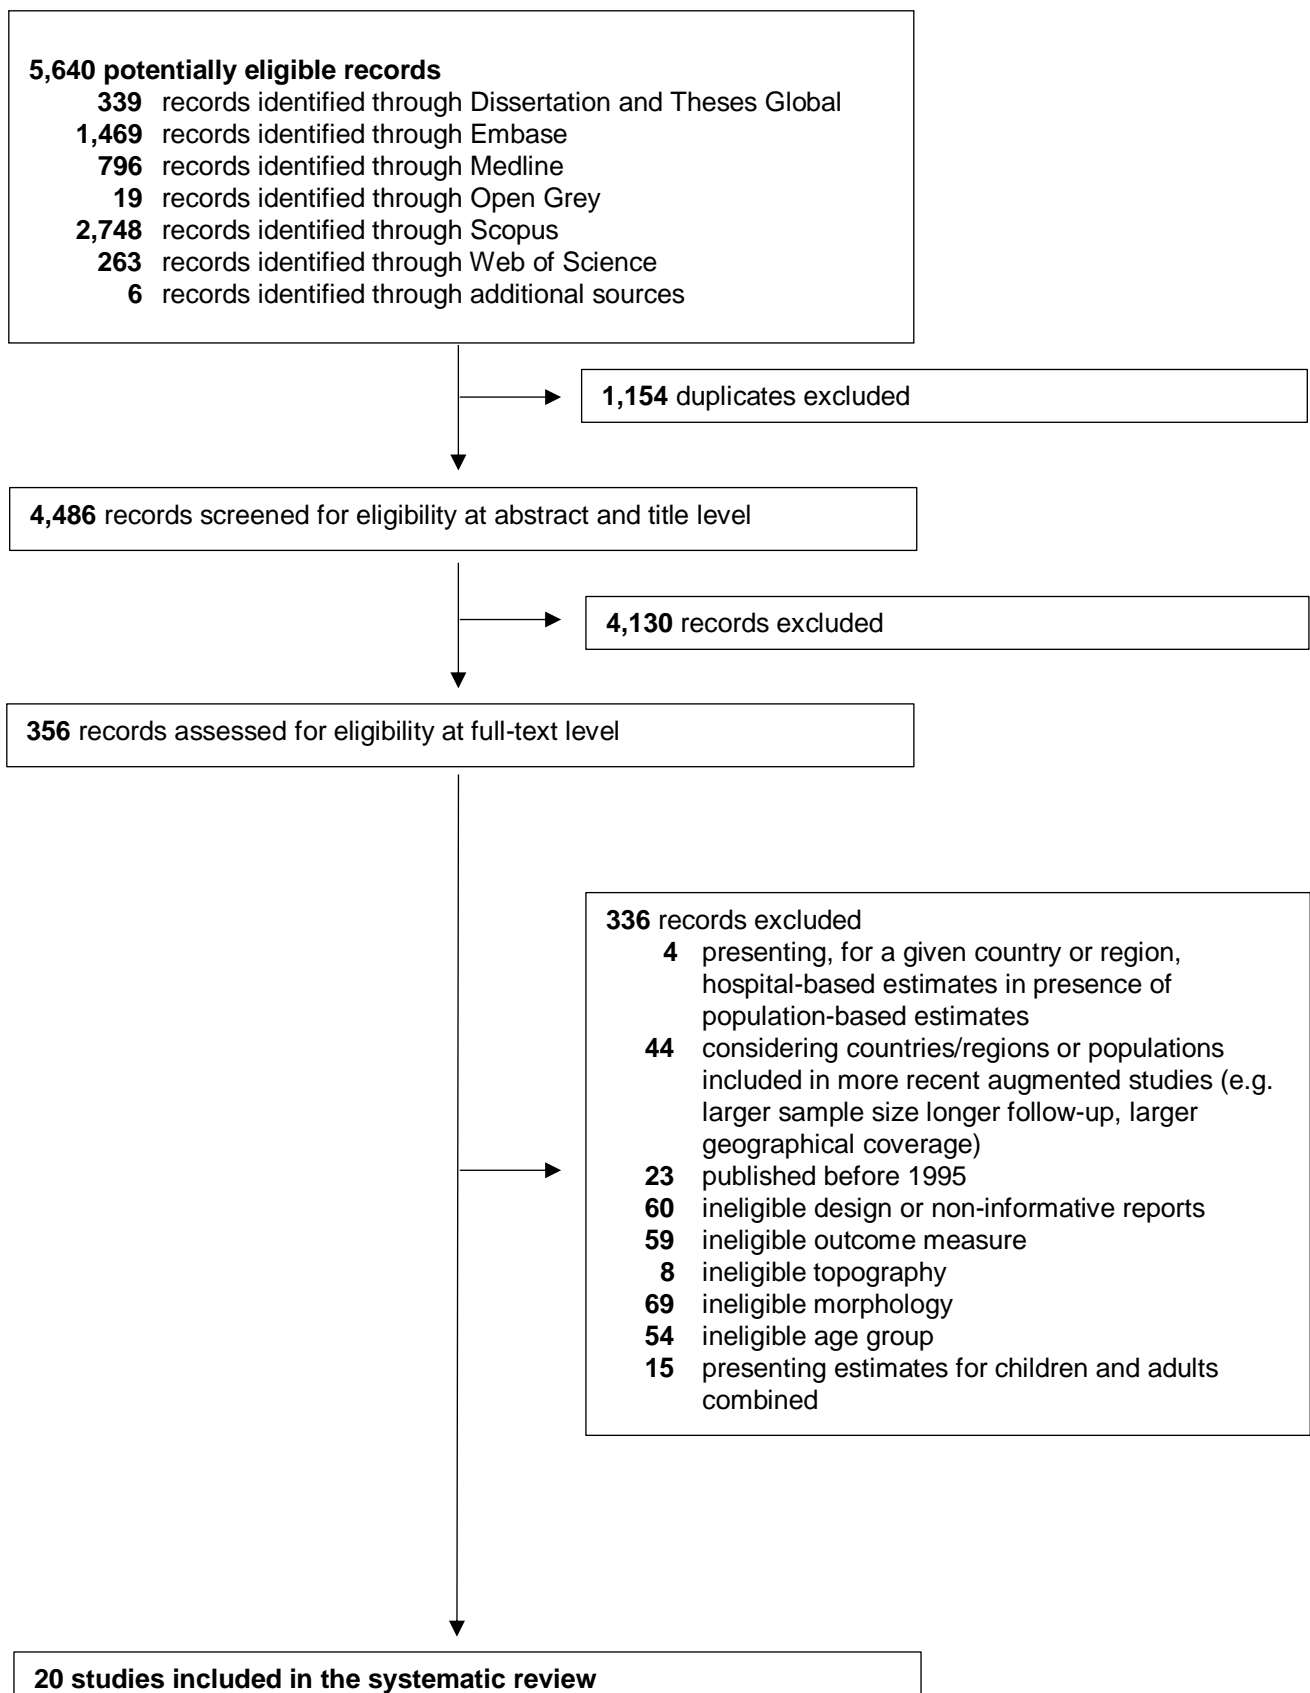 5,640 potentially eligible records
339 records identified through Dissertation and Theses Global
1,469 records identified through Embase
796 records identified through Medline
19 records identified through Open Grey
2,748 records identified through Scopus
263 records identified through Web of Science
6 records identified through additional sources
1,154 duplicates excluded
4,486 records screened for eligibility at abstract and title level
4,130 records excluded
356 records assessed for eligibility at full-text level
336 records excluded
4 presenting, for a given country or region,
hospital-based estimates in presence of
population-based estimates
44 considering countries/regions or populations
included in more recent augmented studies (e.g.
larger sample size longer follow-up, larger
geographical coverage)
23 published before 1995
60 ineligible design or non-informative reports
59 ineligible outcome measure
8 ineligible topography
69 ineligible morphology
54 ineligible age group
15 presenting estimates for children and adults
combined
20 studies included in the systematic review